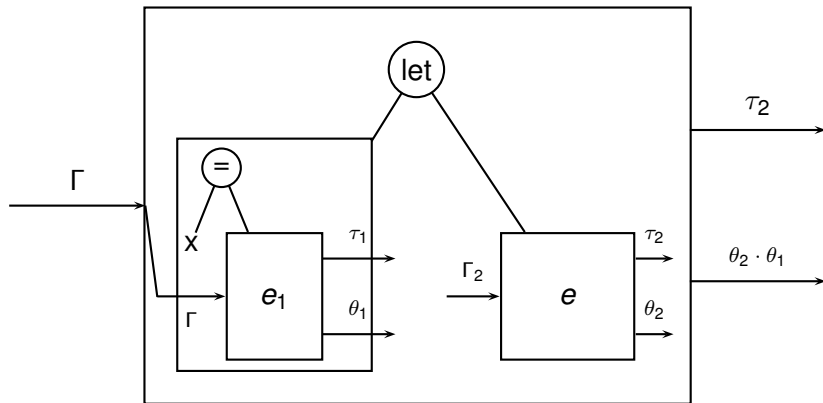 let
τ₂
=
Γ
x
τ₁
τ₂
e₁
Γ₂
e
θ₂ · θ₁
Γ
θ₁
θ₂